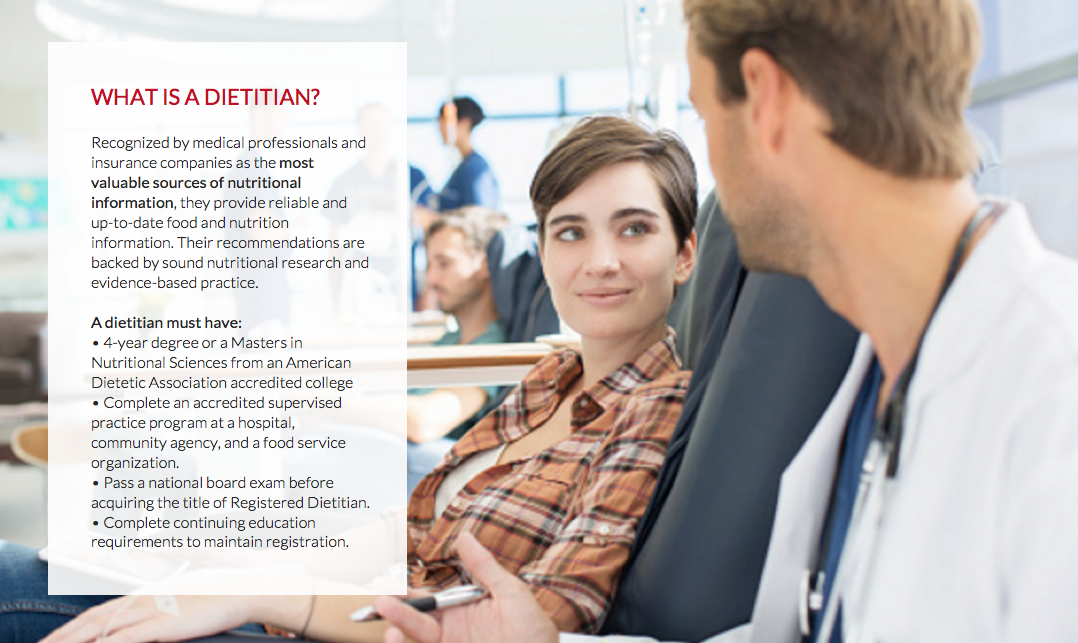 WHAT IS A DIETITIAN?
Recognized by medical professionals and
insurance companies as the most
valuable sources of nutritional
information, they provide reliable and
up-to-date food and nutrition
information. Their recommendations are
backed by sound nutritional research and
evidence-based practice.
A dietitian must have:
• 4-year degree or a Masters in
Nutritional Sciences from an American
Dietetic Association accredited college
• Complete an accredited supervised
practice program at a hospital,
community agency, and a food service
organization.
• Pass a national board exam before
acquiring the title of Registered Dietitian.
• Complete continuing education
requirements to maintain registration.